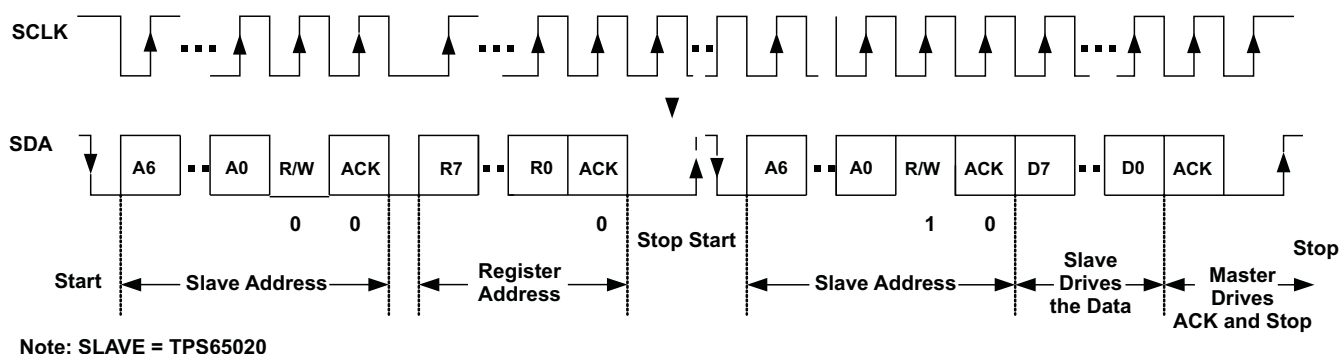 SCLK
SDA
A6 A0 R/W ACK R7 R0 ACK A6 A0 R/W ACK D7 D0 ACK
0 0 0 1 0
Stop Start
Start
Slave Address
Register
Address
Slave Address
Slave
Drives
the Data
Master
Drives
ACK and Stop
Stop
Note: SLAVE = TPS65020